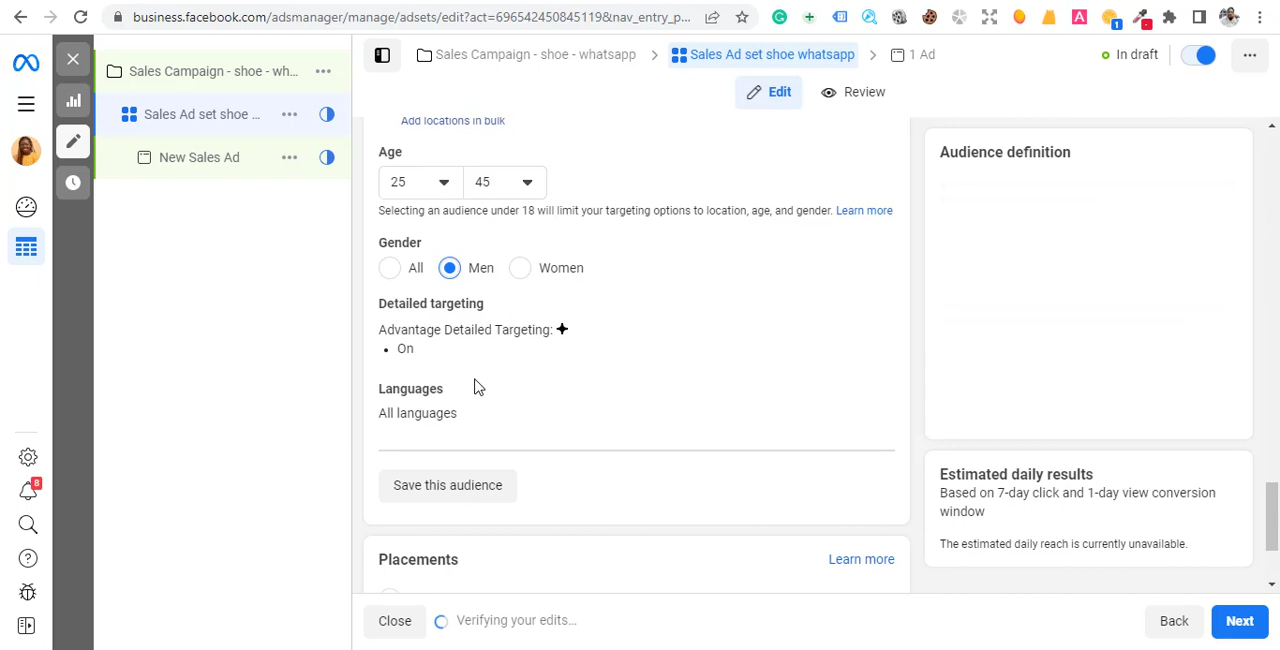 business.facebook.com/adsmanager/manage/adsets/edit?act=696542450845119&nav_entry_p...
A
1
Sales Campaign - shoe - wh...
Sales Ad set shoe ...
New Sales Ad
8
Sales Campaign - shoe - whatsapp
Sales Ad set shoe whatsapp
1 Ad
In draft
Edit
Review
Add locations in bulk
Age
25
45
Selecting an audience under 18 will limit your targeting options to location, age, and gender. Learn more
Gender
All
Men
Women
Detailed targeting
Advantage Detailed Targeting:
• On
Languages
All languages
Save this audience
Placements
Learn more
Audience definition
Estimated daily results
Based on 7-day click and 1-day view conversion
window
The estimated daily reach is currently unavailable.
Close
Verifying your edits...
Back
Next